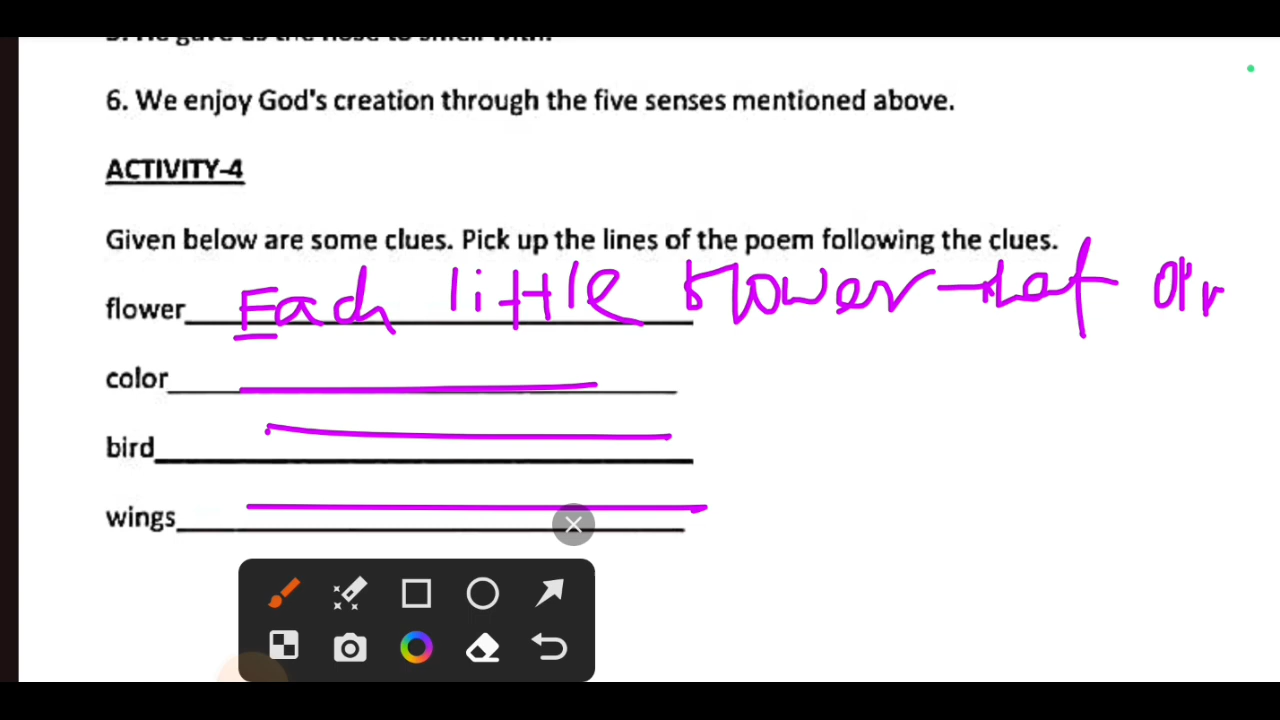 6. We enjoy God's creation through the five senses mentioned above.
ACTIVITY-4
Given below are some clues. Pick up the lines of the poem following the clues.
flower Each little flower that
color
bird
wings